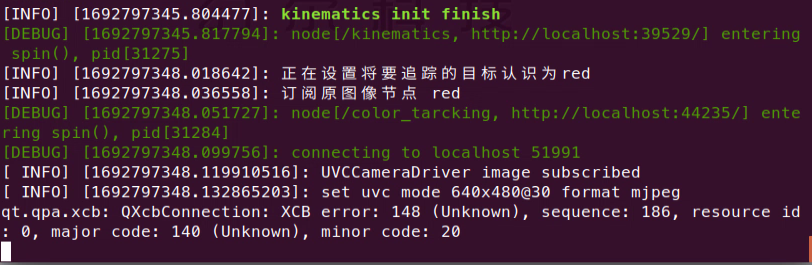 [INFO] [1692797345.804477]: kinematics init finish
[DEBUG] [1692797345.817794]: node[/kinematics, http://localhost:39529/] entering
 spin(), pid[31275]
[INFO] [1692797348.018642]: 正在设置将要追踪的目标认识为red
[INFO] [1692797348.036558]: 订阅原图像节点 red
[DEBUG] [1692797348.051727]: node[/color_tarcking, http://localhost:44235/] ente
ring spin(), pid[31284]
[DEBUG] [1692797348.099756]: connecting to localhost 51991
[ INFO] [1692797348.119910516]: UVCCameraDriver image subscribed
[ INFO] [1692797348.132865203]: set uvc mode 640x480@30 format mjpeg
qt.qpa.xcb: QXcbConnection: XCB error: 148 (Unknown), sequence: 186, resource id
: 0, major code: 140 (Unknown), minor code: 20